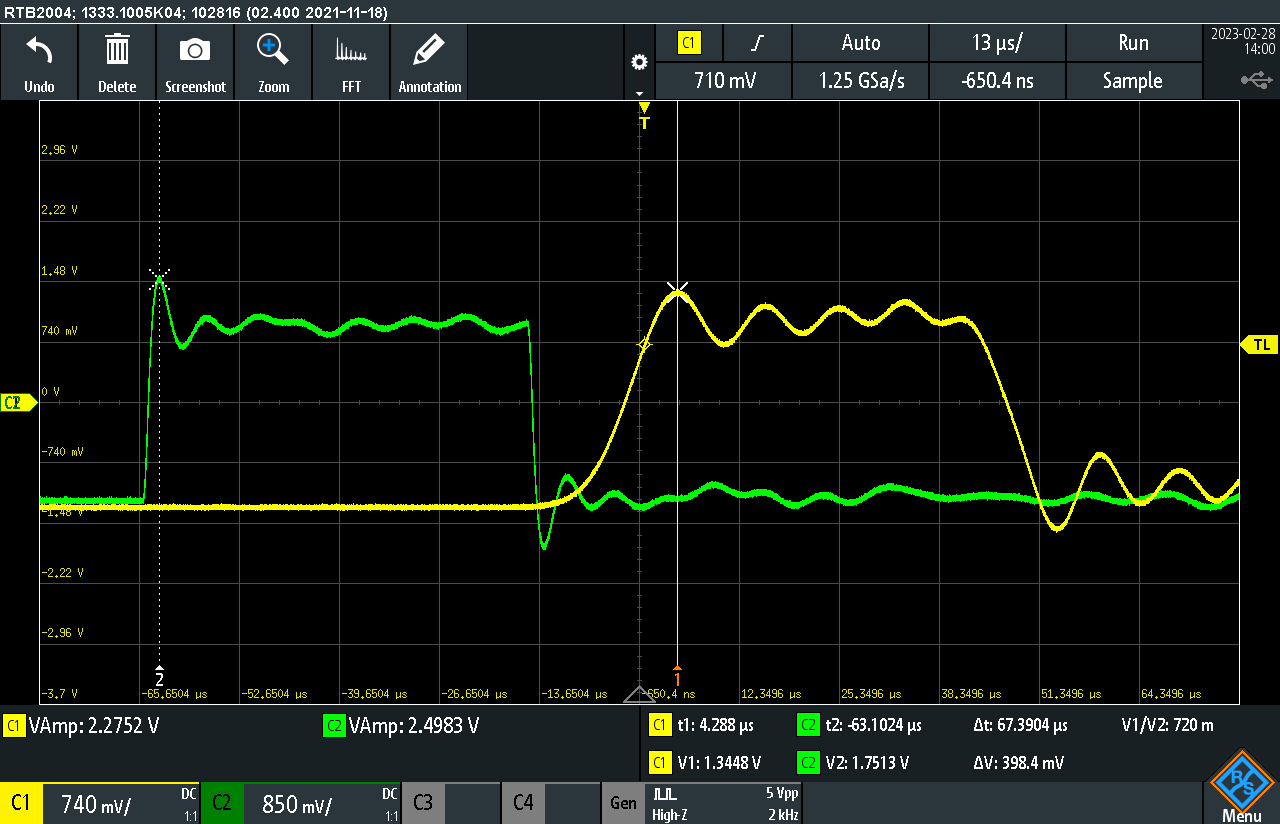 RTB2004; 1333.1005K04; 102816 (02.400 2021-11-18)
C1 Auto 13 µs/ Run 2023-02-28
14:00
Undo Delete Screenshot Zoom FFT Annotation
710 mV 1.25 GSa/s -650.4 ns Sample
T
2.96 V
2.22 V
1.48 V
740 mV
TL
0 V
-740 mV
-1.48 V
-2.22 V
-2.96 V
2 1
-3.7 V -65.6504 µs -52.6504 µs -39.6504 µs -26.6504 µs -13.6504 µs -650.4 ns 12.3496 µs 25.3496 µs 38.3496 µs 51.3496 µs 64.3496 µs
C1 VAmp: 2.2752 V C2 VAmp: 2.4983 V C1 t1: 4.288 µs C2 t2: -63.1024 µs Δt: 67.3904 µs V1/V2: 720 m
C1 V1: 1.3448 V C2 V2: 1.7513 V ΔV: 398.4 mV
C1 740 mV/ DC 1:1 C2 850 mV/ DC 1:1 C3 C4 Gen High-Z 5 Vpp 2 kHz
R&S
Menu